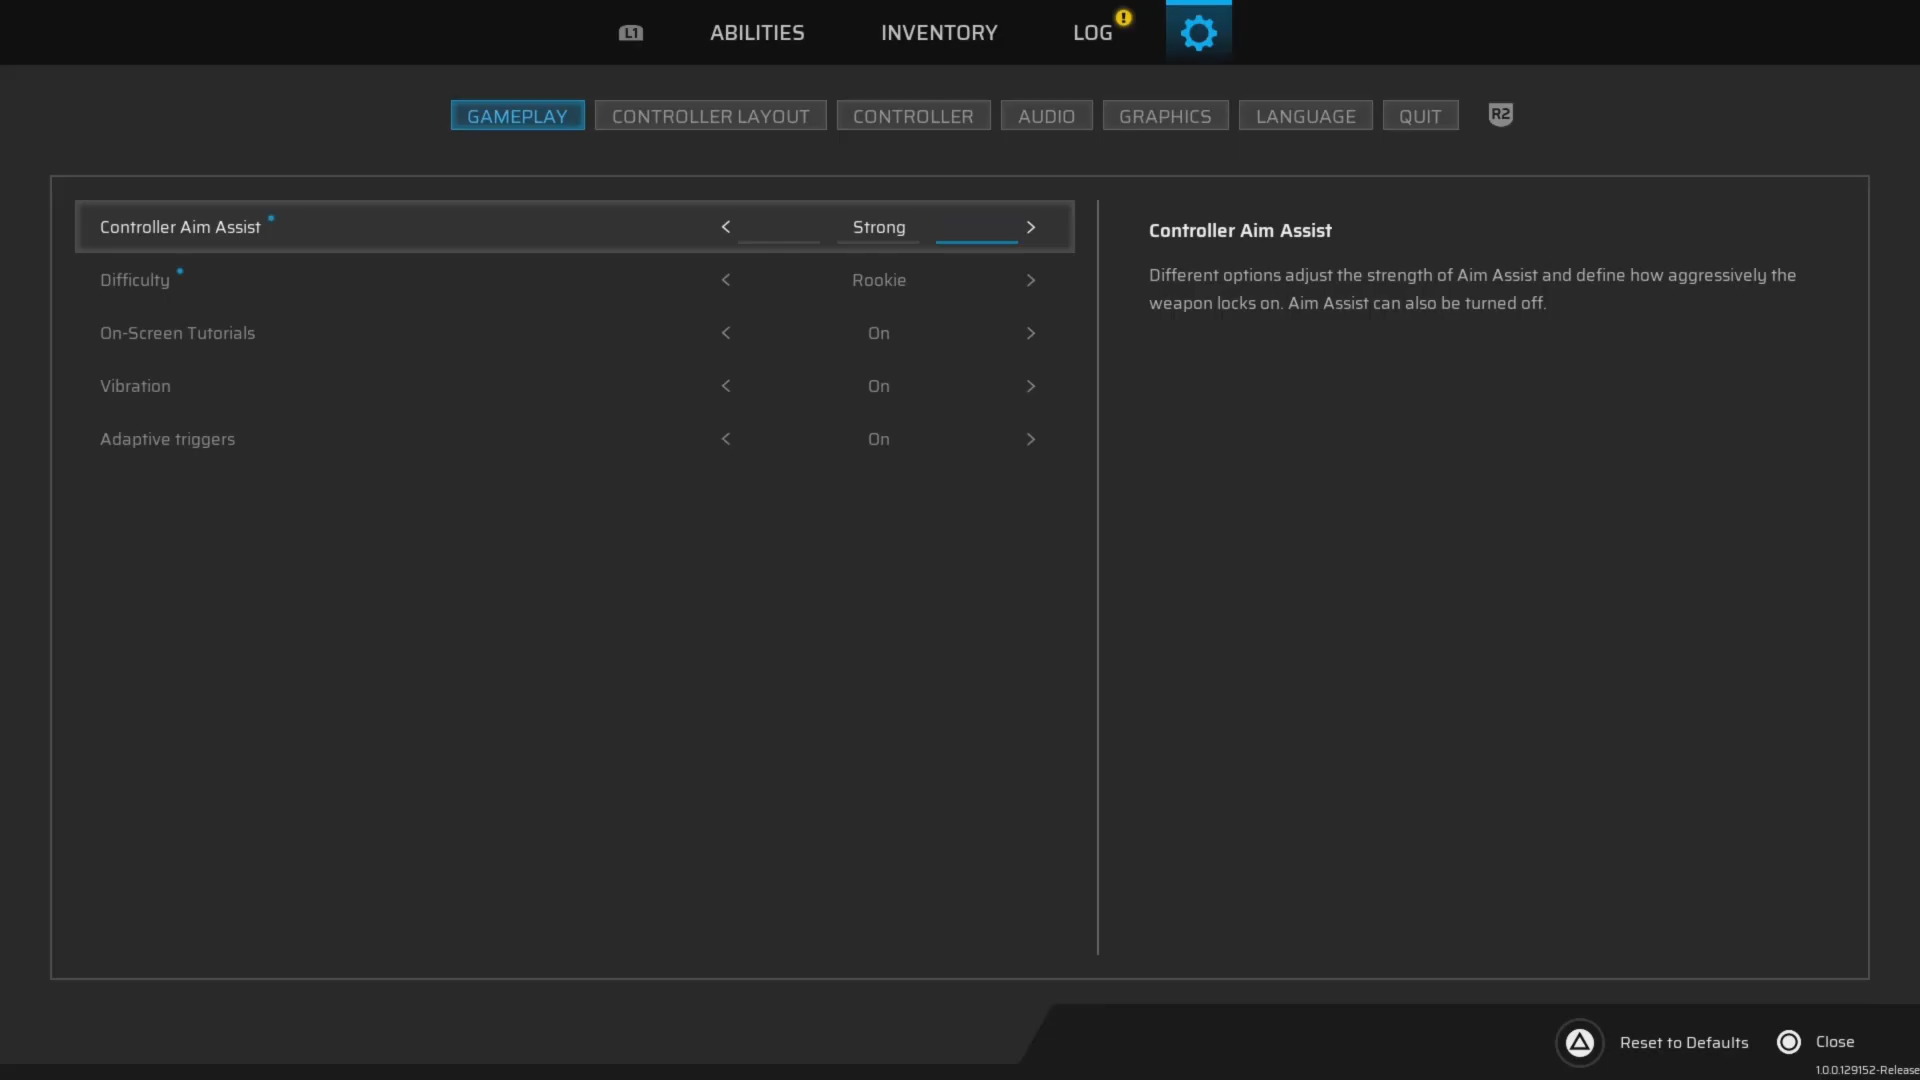 L1 ABILITIES INVENTORY LOG !
GAMEPLAY CONTROLLER LAYOUT CONTROLLER AUDIO GRAPHICS LANGUAGE QUIT R2
Controller Aim Assist < Strong >
Difficulty < Rookie >
On-Screen Tutorials < On >
Vibration < On >
Adaptive triggers < On >
Controller Aim Assist
Different options adjust the strength of Aim Assist and define how aggressively the
weapon locks on. Aim Assist can also be turned off.
Reset to Defaults Close
1.0.0.129152-Release